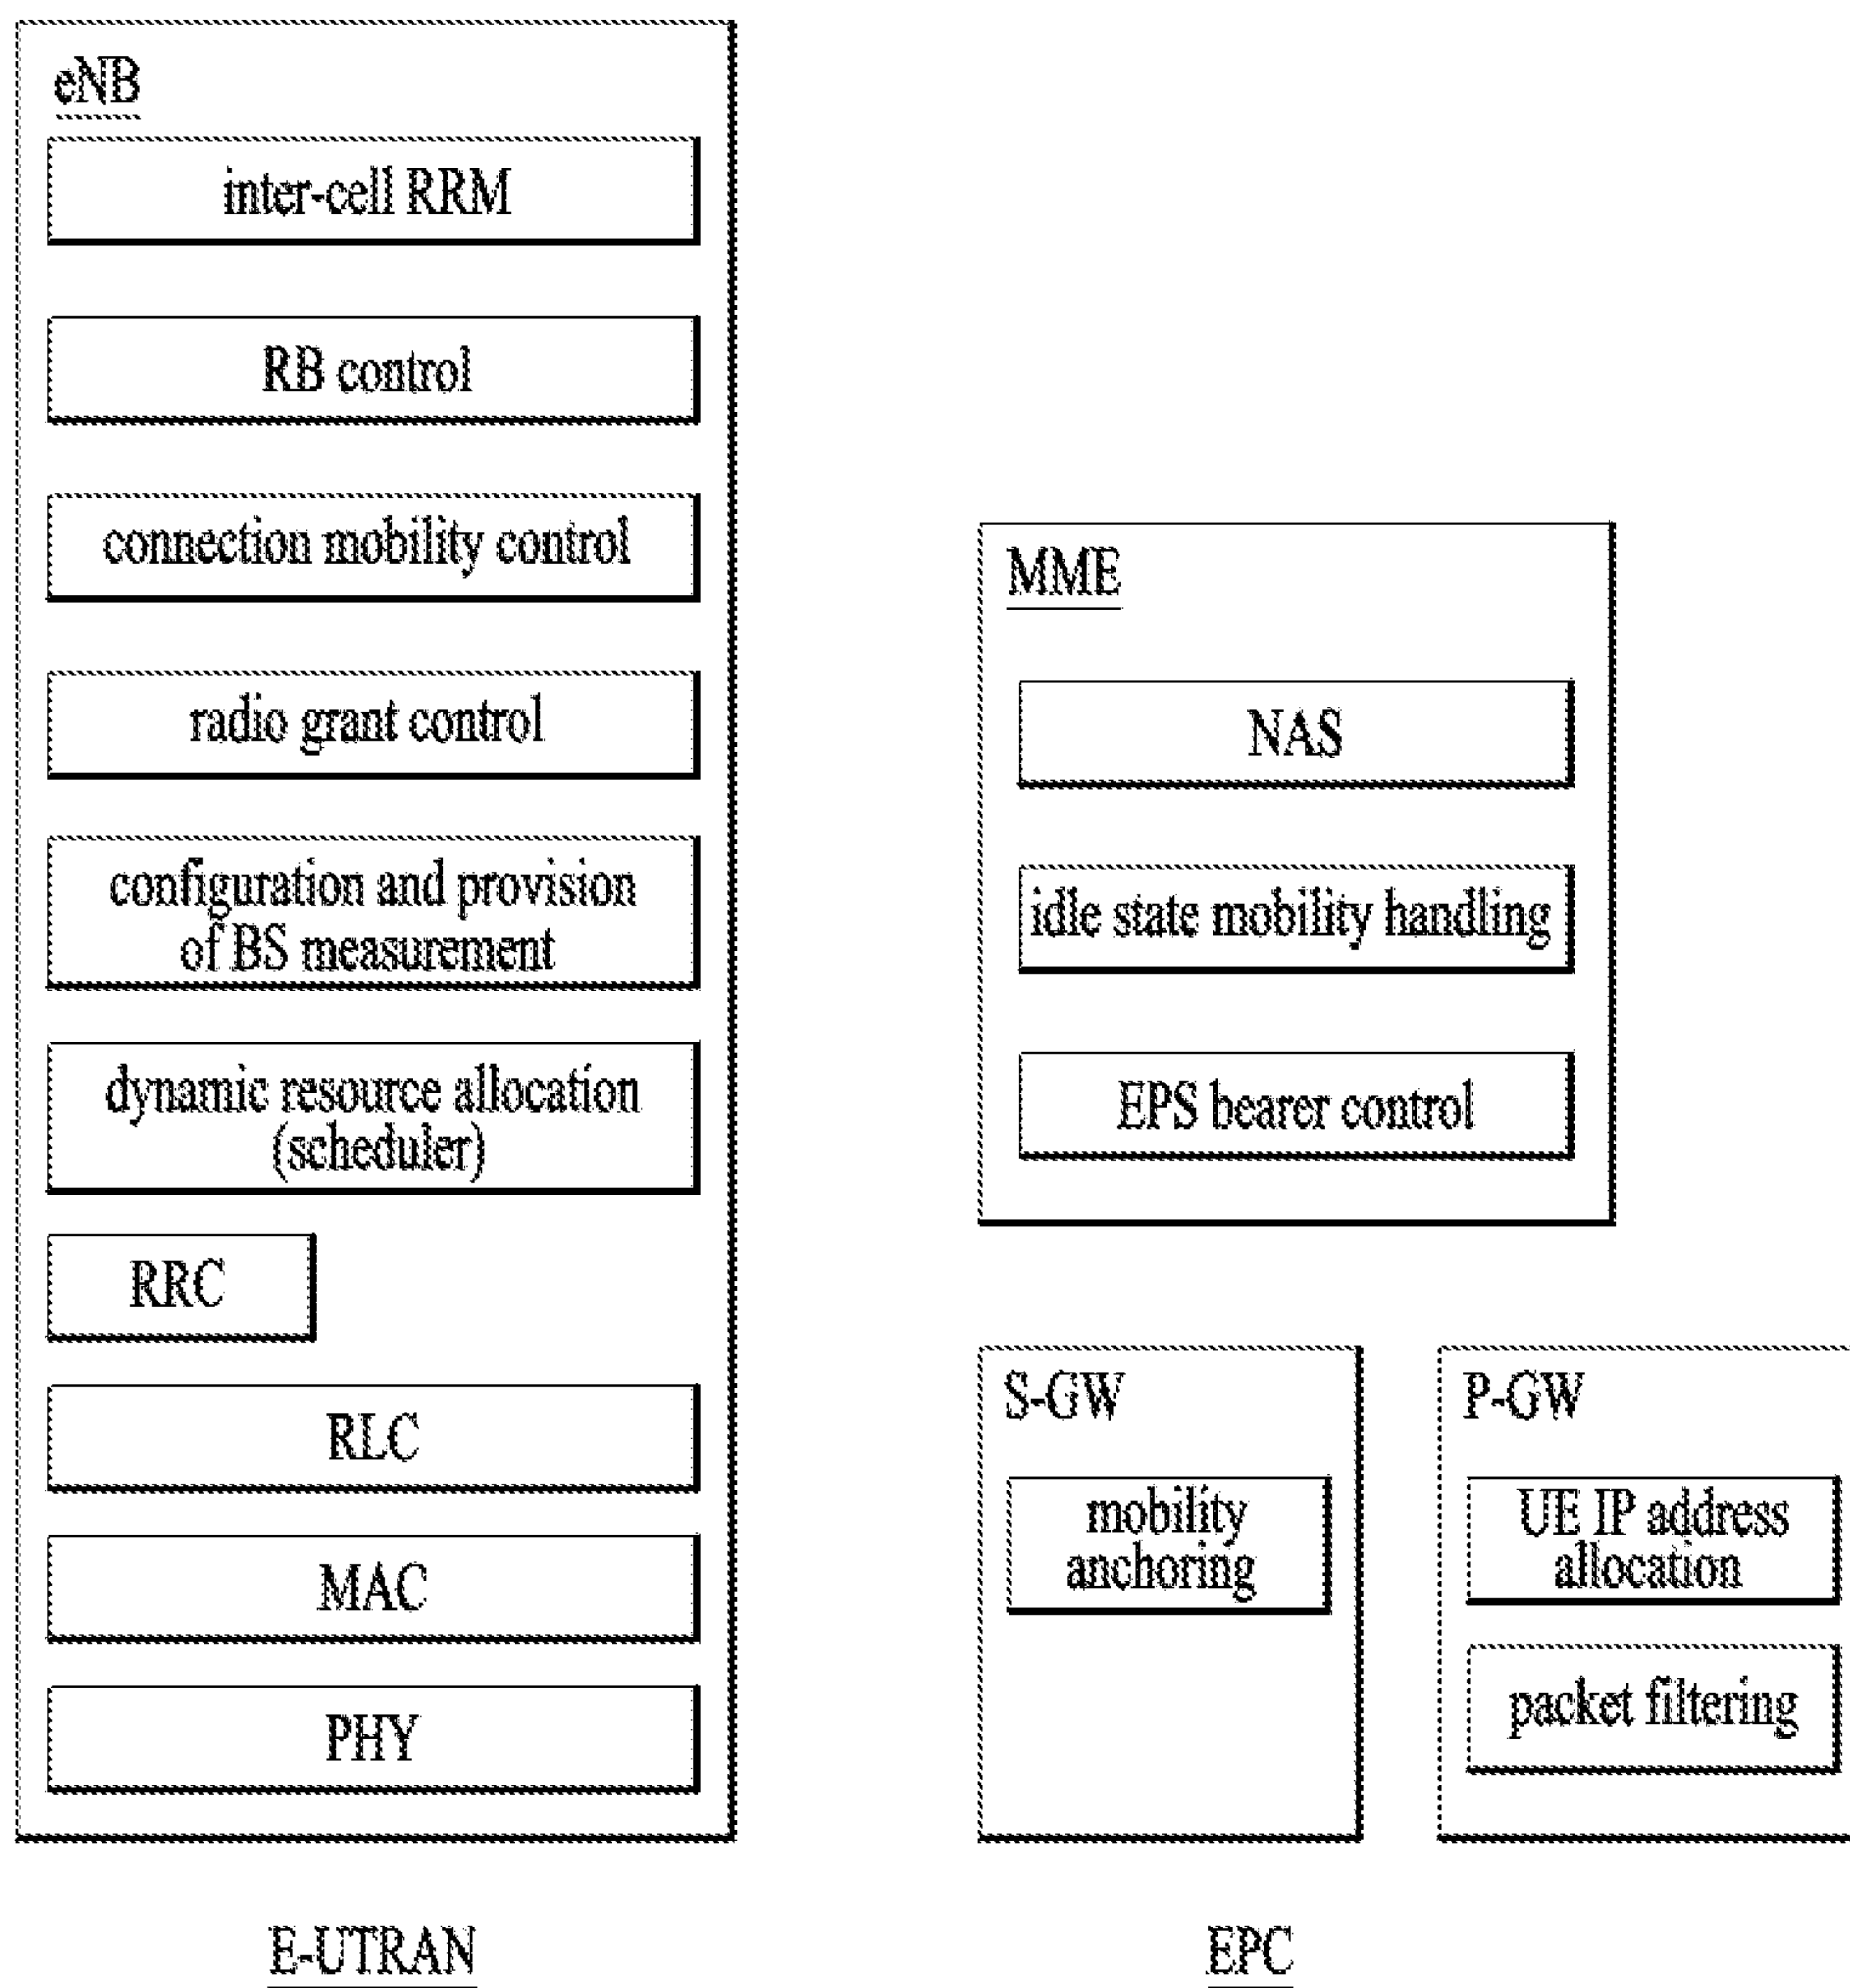 eNB
inter-cell RRM
RB control
connection mobility control
radio grant control
configuration and provision
of BS measurement
dynamic resource allocation
(scheduler)
RRC
RLC
MAC
PHY
E-UTRAN
MME
NAS
idle state mobility handling
EPS bearer control
S-GW
mobility
anchoring
P-GW
UE IP address
allocation
packet filtering
EPC